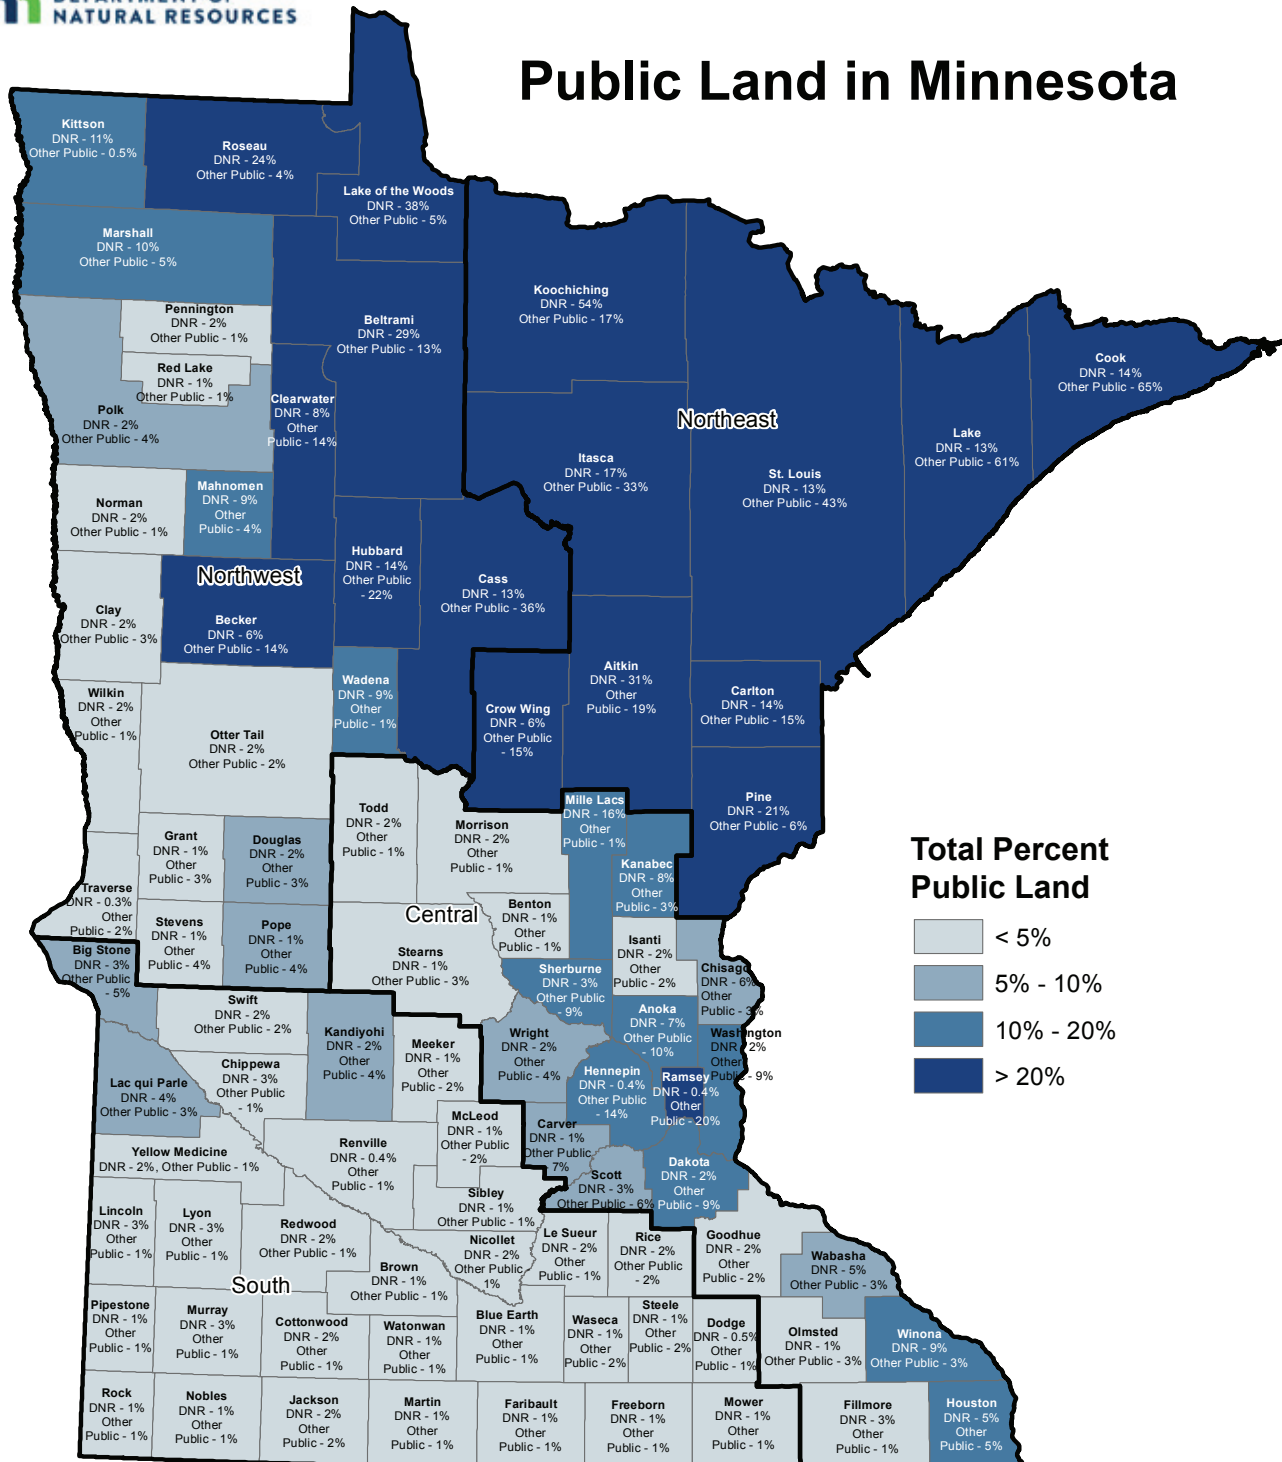 DEPARTMENT OF
NATURAL RESOURCES
Public Land in Minnesota
Kittson
DNR - 11%
Other Public - 0.5%
Roseau
DNR - 24%
Other Public - 4%
Lake of the Woods
DNR - 38%
Other Public - 5%
Marshall
DNR - 10%
Other Public - 5%
Koochiching
DNR - 54%
Other Public - 17%
Pennington
DNR - 2%
Other Public - 1%
Beltrami
DNR - 29%
Other Public - 13%
Cook
DNR - 14%
Other Public - 65%
Red Lake
DNR - 1%
Other Public - 1%
Clearwater
DNR - 8%
Other
Public - 14%
Polk
DNR - 2%
Other Public - 4%
Northeast
Lake
DNR - 13%
Other Public - 61%
Itasca
DNR - 17%
Other Public - 33%
St. Louis
DNR - 13%
Other Public - 43%
Norman
DNR - 2%
Other Public - 1%
Mahnomen
DNR - 9%
Other
Public - 4%
Hubbard
DNR - 14%
Other Public
- 22%
Northwest
Cass
DNR - 13%
Other Public - 36%
Clay
DNR - 2%
Other Public - 3%
Becker
DNR - 6%
Other Public - 14%
Aitkin
DNR - 31%
Other
Public - 19%
Wadena
DNR - 9%
Other
Public - 1%
Carlton
DNR - 14%
Other Public - 15%
Wilkin
DNR - 2%
Other
Public - 1%
Crow Wing
DNR - 6%
Other Public
- 15%
Otter Tail
DNR - 2%
Other Public - 2%
Pine
DNR - 21%
Other Public - 6%
Mille Lacs
DNR - 16%
Other
Public - 1%
Todd
DNR - 2%
Other
Public - 1%
Morrison
DNR - 2%
Other
Public - 1%
Grant
DNR - 1%
Other
Public - 3%
Douglas
DNR - 2%
Other
Public - 3%
Kanabec
DNR - 8%
Other
Public - 3%
Total Percent
Public Land
< 5%
5% - 10%
10% - 20%
> 20%
Traverse
DNR - 0.3%
Other
Public - 2%
Benton
DNR - 1%
Other
Public - 1%
Central
Stevens
DNR - 1%
Other
Public - 4%
Pope
DNR - 1%
Other
Public - 4%
Isanti
DNR - 2%
Other
Public - 2%
Big Stone
DNR - 3%
Other Public
- 5%
Stearns
DNR - 1%
Other Public - 3%
Sherburne
DNR - 3%
Other Public
- 9%
Chisago
DNR - 6%
Other
Public - 3%
Swift
DNR - 2%
Other Public - 2%
Anoka
DNR - 7%
Other Public
- 10%
Kandiyohi
DNR - 2%
Other
Public - 4%
Wright
DNR - 2%
Other
Public - 4%
Washington
DNR - 2%
Other
Public - 9%
Meeker
DNR - 1%
Other
Public - 2%
Chippewa
DNR - 3%
Other Public
- 1%
Hennepin
DNR - 0.4%
Other Public
- 14%
Ramsey
DNR - 0.4%
Other
Public - 20%
Lac qui Parle
DNR - 4%
Other Public - 3%
McLeod
DNR - 1%
Other Public
- 2%
Carver
DNR - 1%
Other Public
- 7%
Yellow Medicine
DNR - 2%, Other Public - 1%
Renville
DNR - 0.4%
Other
Public - 1%
Dakota
DNR - 2%
Other
Public - 9%
Scott
DNR - 3%
Other Public - 6%
Sibley
DNR - 1%
Other Public - 1%
Lincoln
DNR - 3%
Other
Public - 1%
Lyon
DNR - 3%
Other
Public - 1%
Redwood
DNR - 2%
Other Public - 1%
Nicollet
DNR - 2%
Other Public
1%
Le Sueur
DNR - 2%
Other
Public - 1%
Rice
DNR - 2%
Other Public
- 2%
Goodhue
DNR - 2%
Other
Public - 2%
Wabasha
DNR - 5%
Other Public - 3%
Brown
DNR - 1%
Other Public - 1%
South
Pipestone
DNR - 1%
Other
Public - 1%
Murray
DNR - 3%
Other
Public - 1%
Cottonwood
DNR - 2%
Other
Public - 1%
Watonwan
DNR - 1%
Other
Public - 1%
Blue Earth
DNR - 1%
Other
Public - 1%
Waseca
DNR - 1%
Other
Public - 2%
Steele
DNR - 1%
Other
Public - 2%
Dodge
DNR - 0.5%
Other
Public - 1%
Olmsted
DNR - 1%
Other Public - 3%
Winona
DNR - 9%
Other Public - 3%
Rock
DNR - 1%
Other
Public - 1%
Nobles
DNR - 1%
Other
Public - 1%
Jackson
DNR - 2%
Other
Public - 2%
Martin
DNR - 1%
Other
Public - 1%
Faribault
DNR - 1%
Other
Public - 1%
Freeborn
DNR - 1%
Other
Public - 1%
Mower
DNR - 1%
Other
Public - 1%
Fillmore
DNR - 3%
Other
Public - 1%
Houston
DNR - 5%
Other
Public - 5%